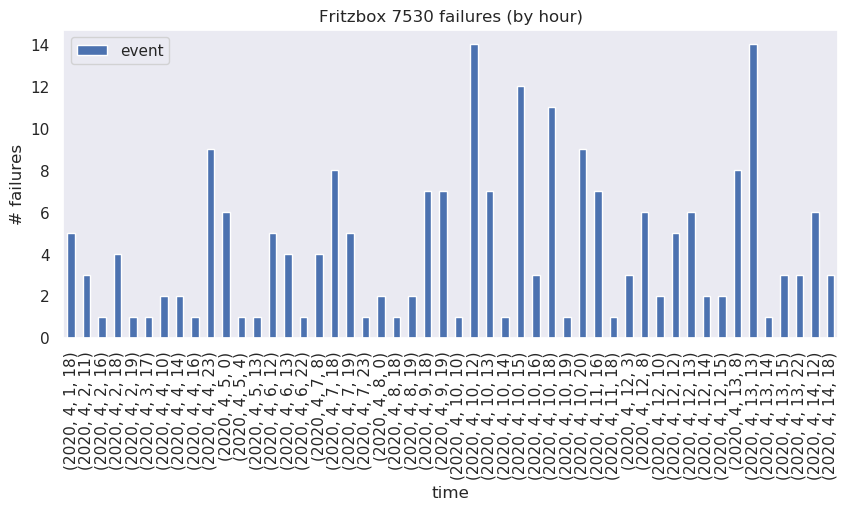 Fritzbox 7530 failures (by hour)
event
# failures
14
12
10
8
6
4
2
0
(2020, 4, 1, 18)
(2020, 4, 2, 11)
(2020, 4, 2, 16)
(2020, 4, 2, 18)
(2020, 4, 2, 19)
(2020, 4, 3, 17)
(2020, 4, 4, 10)
(2020, 4, 4, 14)
(2020, 4, 4, 16)
(2020, 4, 4, 23)
(2020, 4, 5, 0)
(2020, 4, 5, 4)
(2020, 4, 5, 13)
(2020, 4, 6, 12)
(2020, 4, 6, 13)
(2020, 4, 6, 22)
(2020, 4, 7, 8)
(2020, 4, 7, 18)
(2020, 4, 7, 19)
(2020, 4, 7, 23)
(2020, 4, 8, 0)
(2020, 4, 8, 18)
(2020, 4, 8, 19)
(2020, 4, 9, 18)
(2020, 4, 9, 19)
(2020, 4, 10, 10)
(2020, 4, 10, 12)
(2020, 4, 10, 13)
(2020, 4, 10, 14)
(2020, 4, 10, 15)
(2020, 4, 10, 16)
(2020, 4, 10, 18)
(2020, 4, 10, 19)
(2020, 4, 10, 20)
(2020, 4, 11, 16)
(2020, 4, 11, 18)
(2020, 4, 12, 3)
(2020, 4, 12, 8)
(2020, 4, 12, 10)
(2020, 4, 12, 12)
(2020, 4, 12, 13)
(2020, 4, 12, 14)
(2020, 4, 12, 15)
(2020, 4, 13, 8)
(2020, 4, 13, 13)
(2020, 4, 13, 14)
(2020, 4, 13, 15)
(2020, 4, 13, 22)
(2020, 4, 14, 12)
(2020, 4, 14, 18)
time